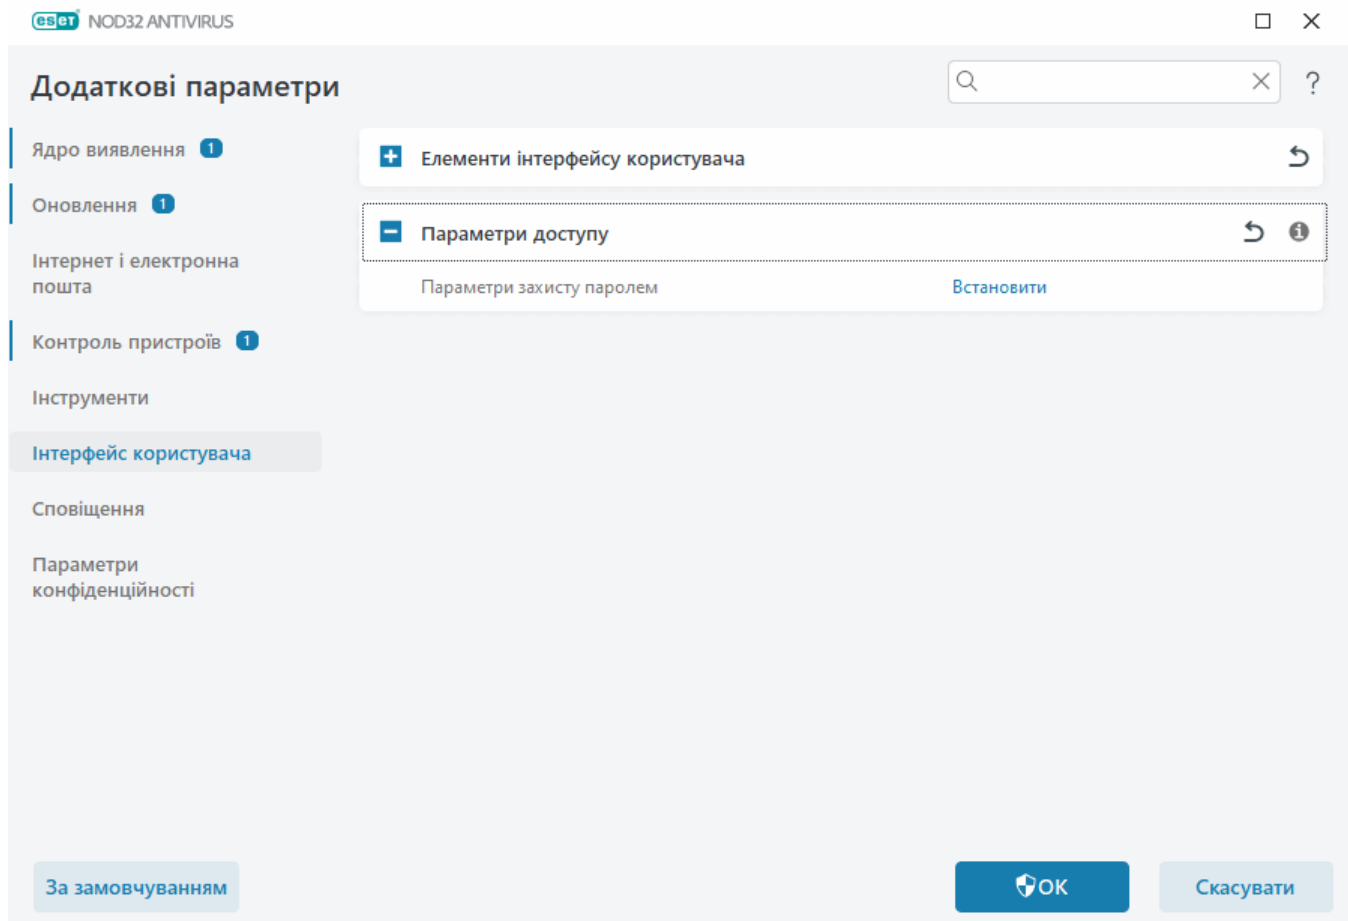 eset NOD32 ANTIVIRUS
Додаткові параметри
?
Ядро виявлення 1
Оновлення 1
Інтернет і електронна
пошта
Контроль пристроїв 1
Інструменти
Інтерфейс користувача
Сповіщення
Параметри
конфіденційності
Елементи інтерфейсу користувача
Параметри доступу
Параметри захисту паролем Встановити
За замовчуванням
ОК
Скасувати